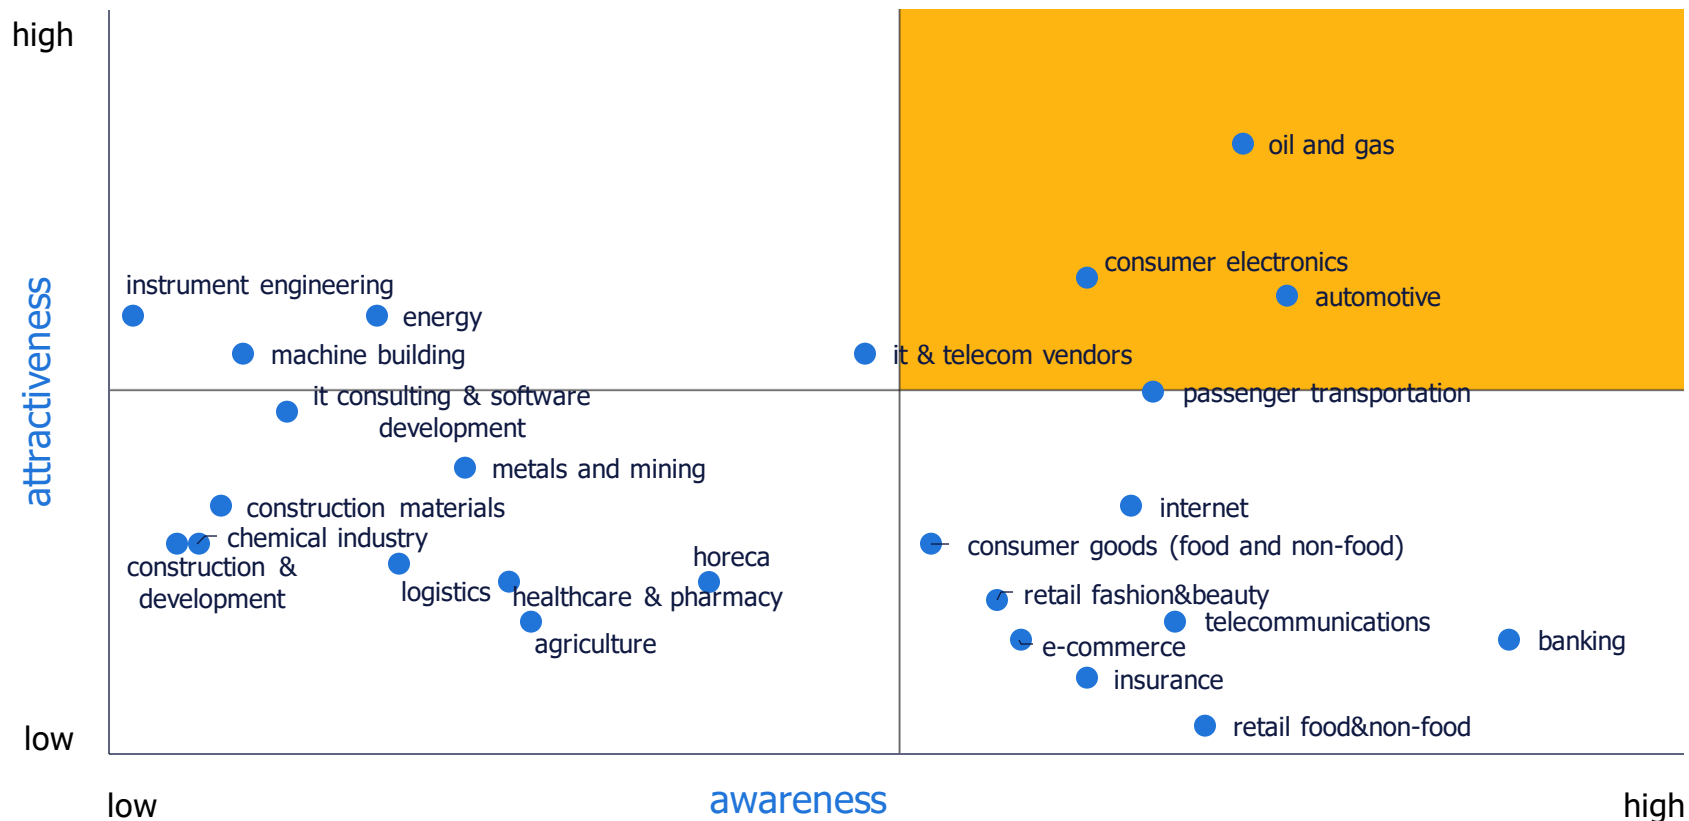 high
oil and gas
consumer electronics
instrument engineering
automotive
energy
machine building
it & telecom vendors
passenger transportation
it consulting & software
development
metals and mining
construction materials
internet
chemical industry
consumer goods (food and non-food)
horeca
construction &
development
logistics
healthcare & pharmacy
retail fashion&beauty
telecommunications
agriculture
e-commerce
banking
insurance
retail food&non-food
attractiveness
low
low
awareness
high